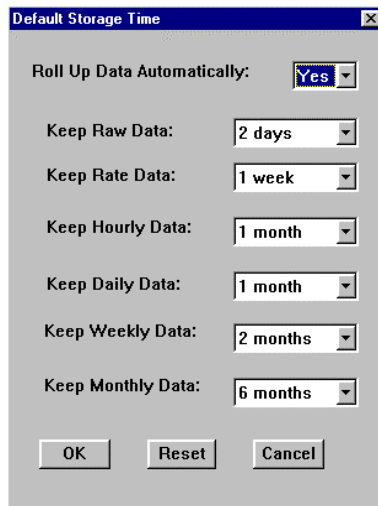 Default Storage Time
Roll Up Data Automatically: Yes
Keep Raw Data: 2 days
Keep Rate Data: 1 week
Keep Hourly Data: 1 month
Keep Daily Data: 1 month
Keep Weekly Data: 2 months
Keep Monthly Data: 6 months
OK Reset Cancel